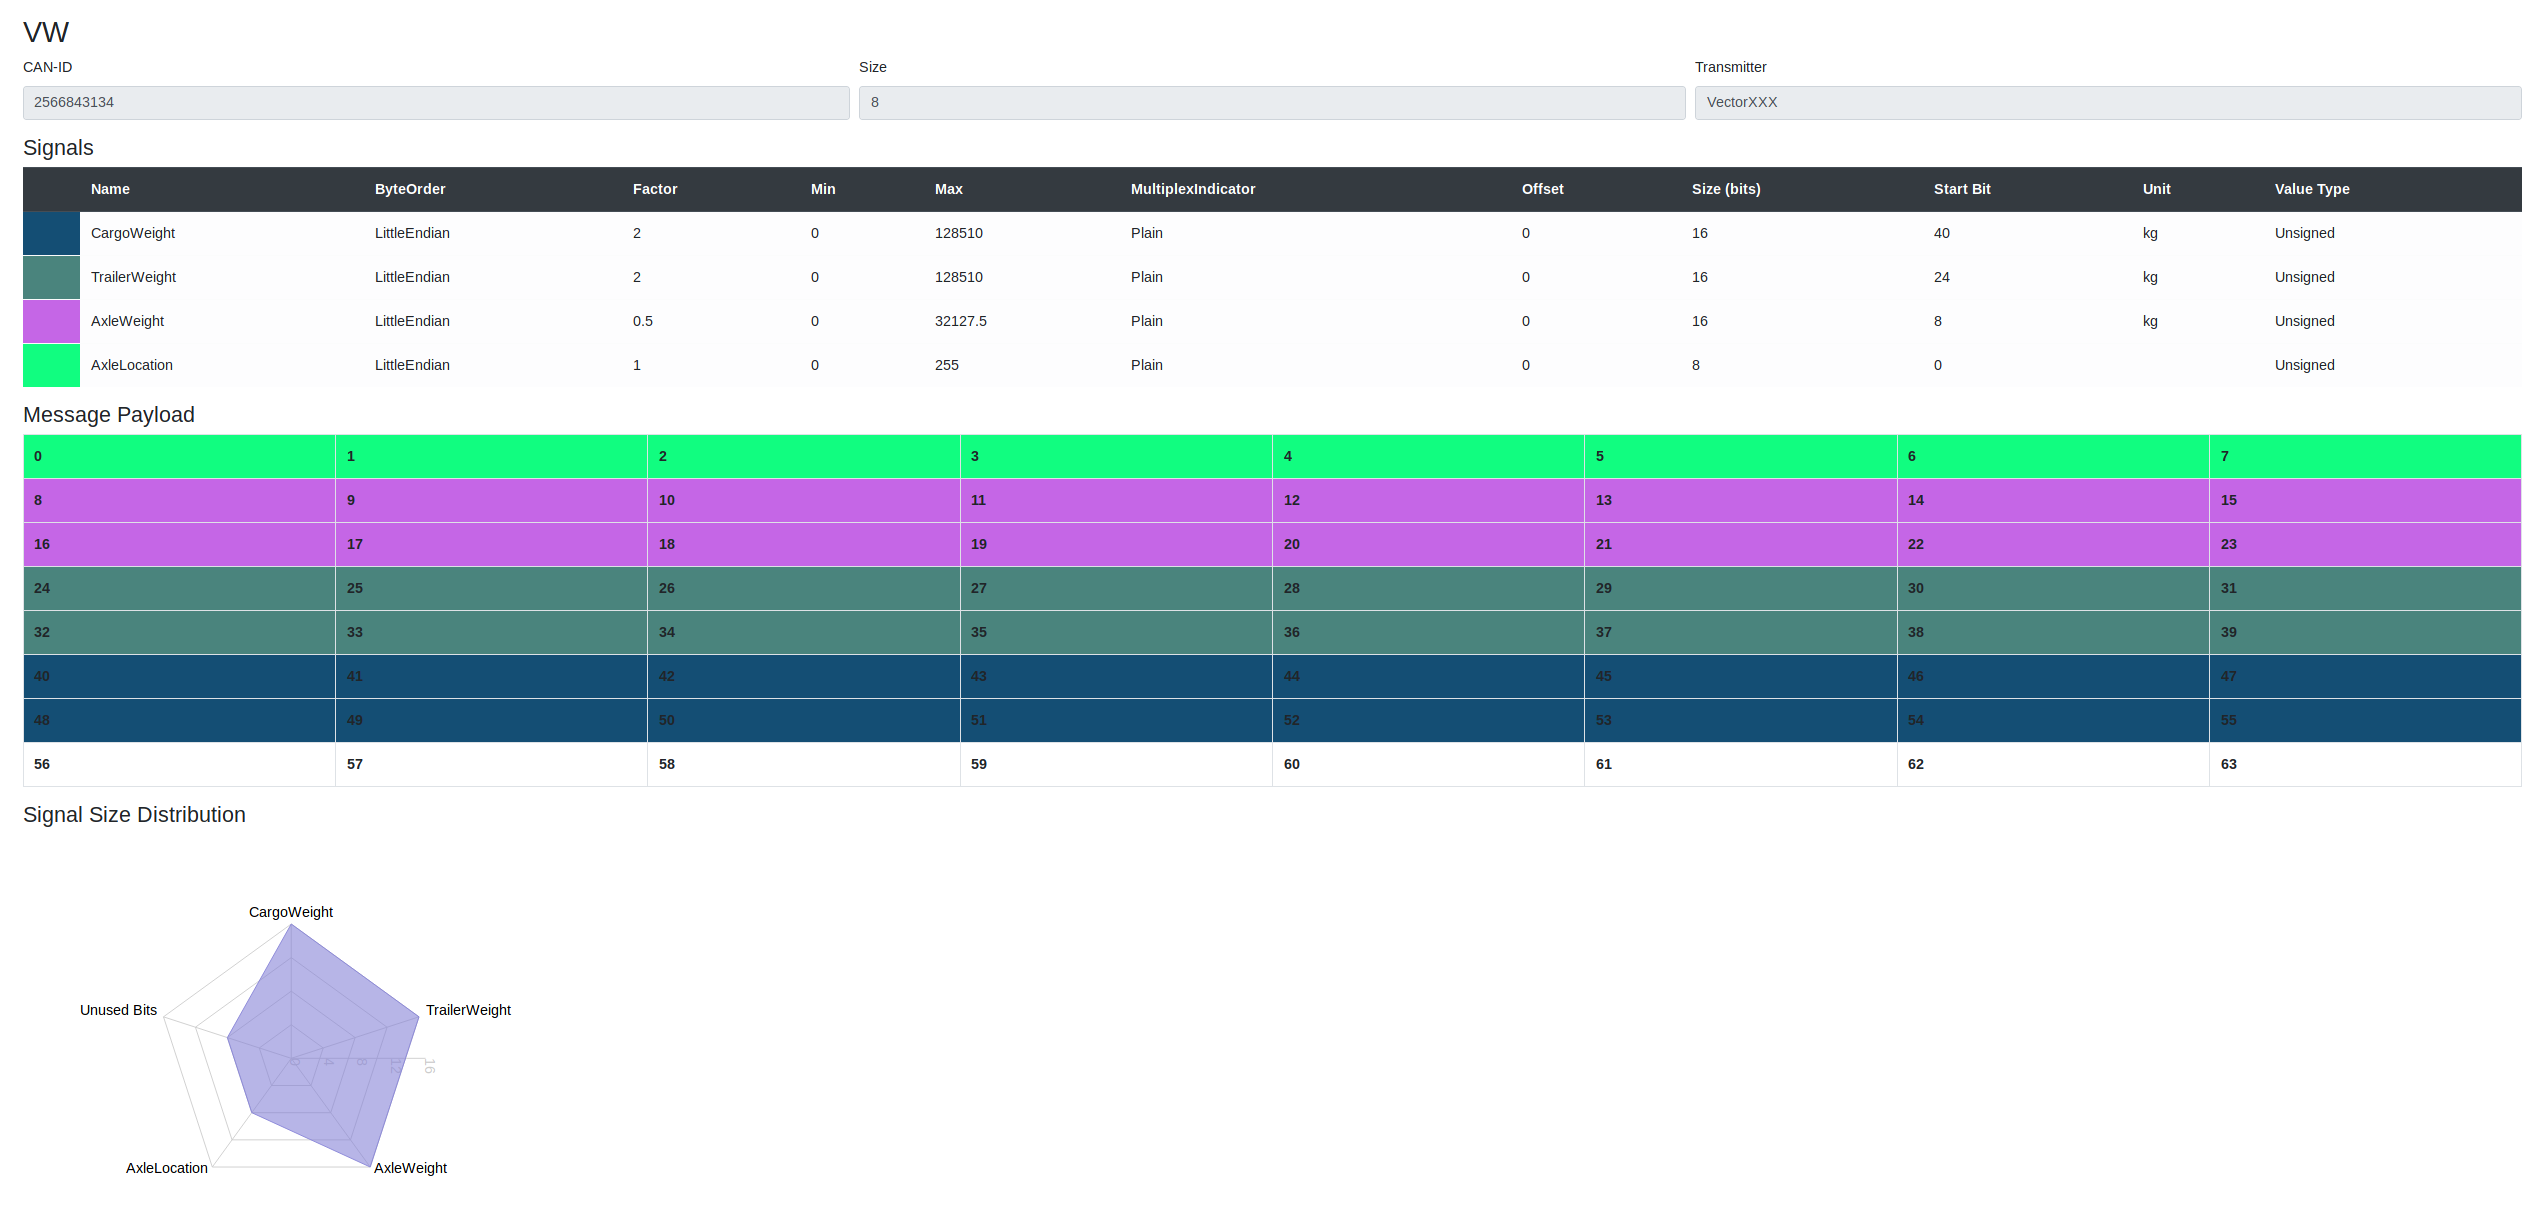 VW
CAN-ID Size Transmitter
2566843134 8 VectorXXX
Signals
Name ByteOrder Factor Min Max MultiplexIndicator Offset Size (bits) Start Bit Unit Value Type
CargoWeight LittleEndian 2 0 128510 Plain 0 16 40 kg Unsigned
TrailerWeight LittleEndian 2 0 128510 Plain 0 16 24 kg Unsigned
AxleWeight LittleEndian 0.5 0 32127.5 Plain 0 16 8 kg Unsigned
AxleLocation LittleEndian 1 0 255 Plain 0 8 0 Unsigned
Message Payload
0 1 2 3 4 5 6 7
8 9 10 11 12 13 14 15
16 17 18 19 20 21 22 23
24 25 26 27 28 29 30 31
32 33 34 35 36 37 38 39
40 41 42 43 44 45 46 47
48 49 50 51 52 53 54 55
56 57 58 59 60 61 62 63
Signal Size Distribution
CargoWeight
Unused Bits TrailerWeight
0 4 8 12 16
AxleLocation AxleWeight